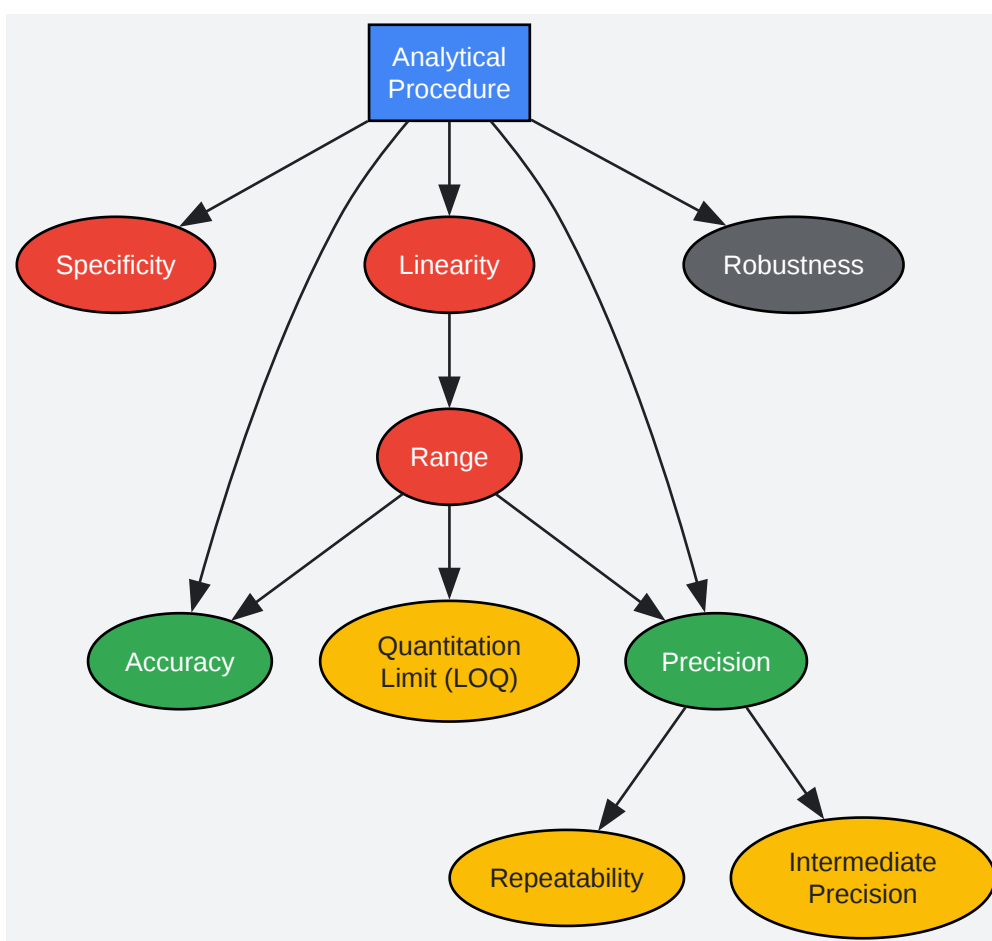 Analytical
Procedure
Specificity
Linearity
Robustness
Range
Accuracy
Quantitation
Limit (LOQ)
Precision
Repeatability
Intermediate
Precision